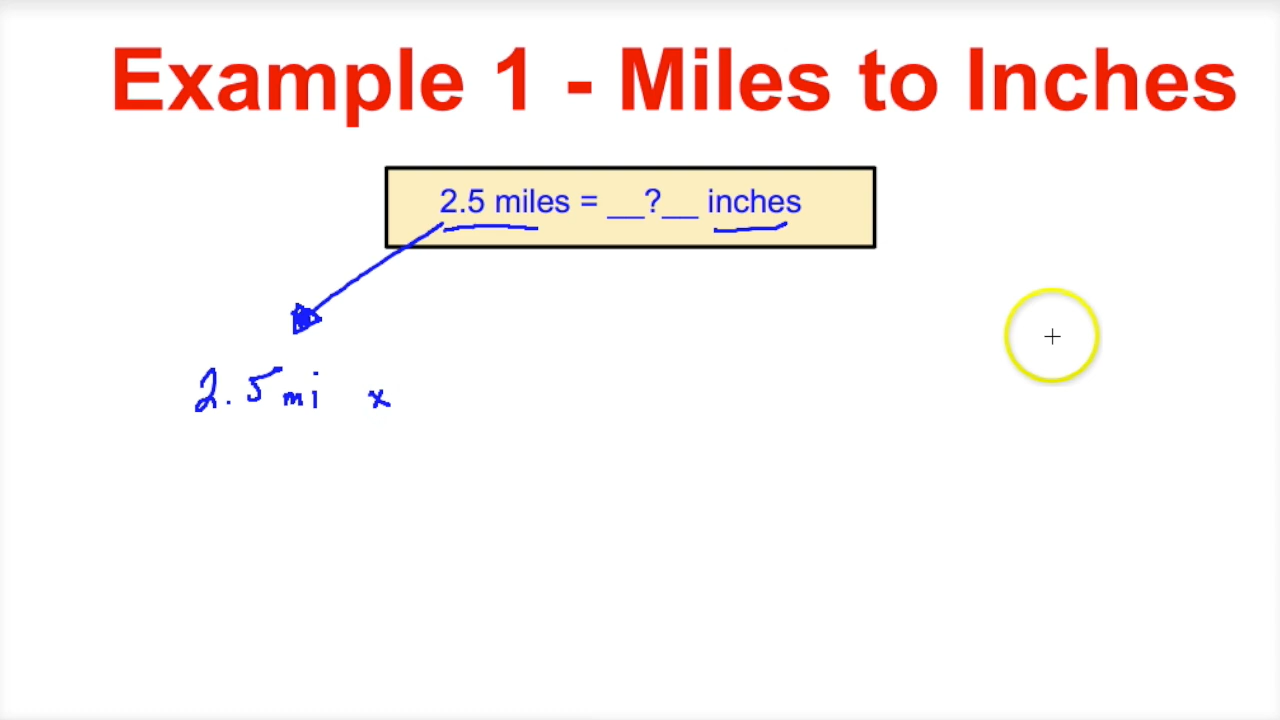 Example 1 - Miles to Inches
2.5 miles = __?__ inches
2.5 mi x